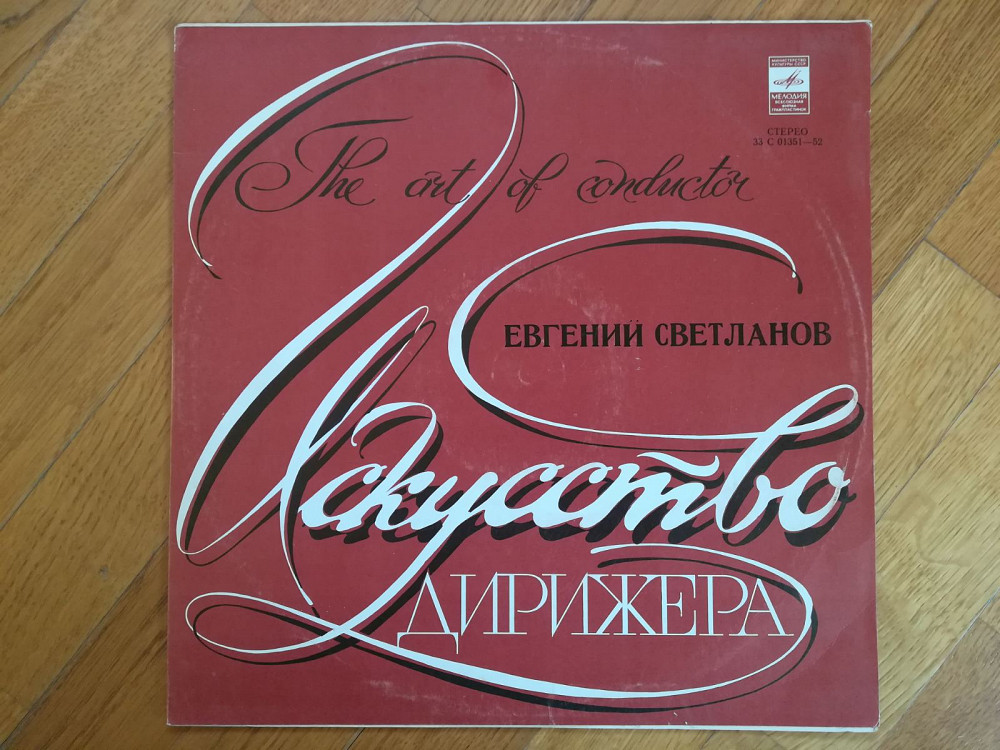 МИНИСТЕРСТВО
КУЛЬТУРЫ СССР
МЕЛОДИЯ
ВСЕСОЮЗНАЯ
ФИРМА
ГРАМПЛАСТИНОК
СТЕРЕО
33 С 01351—52
The art of conductor
ЕВГЕНИЙ СВЕТЛАНОВ
Искусство
ДИРИЖЕРА